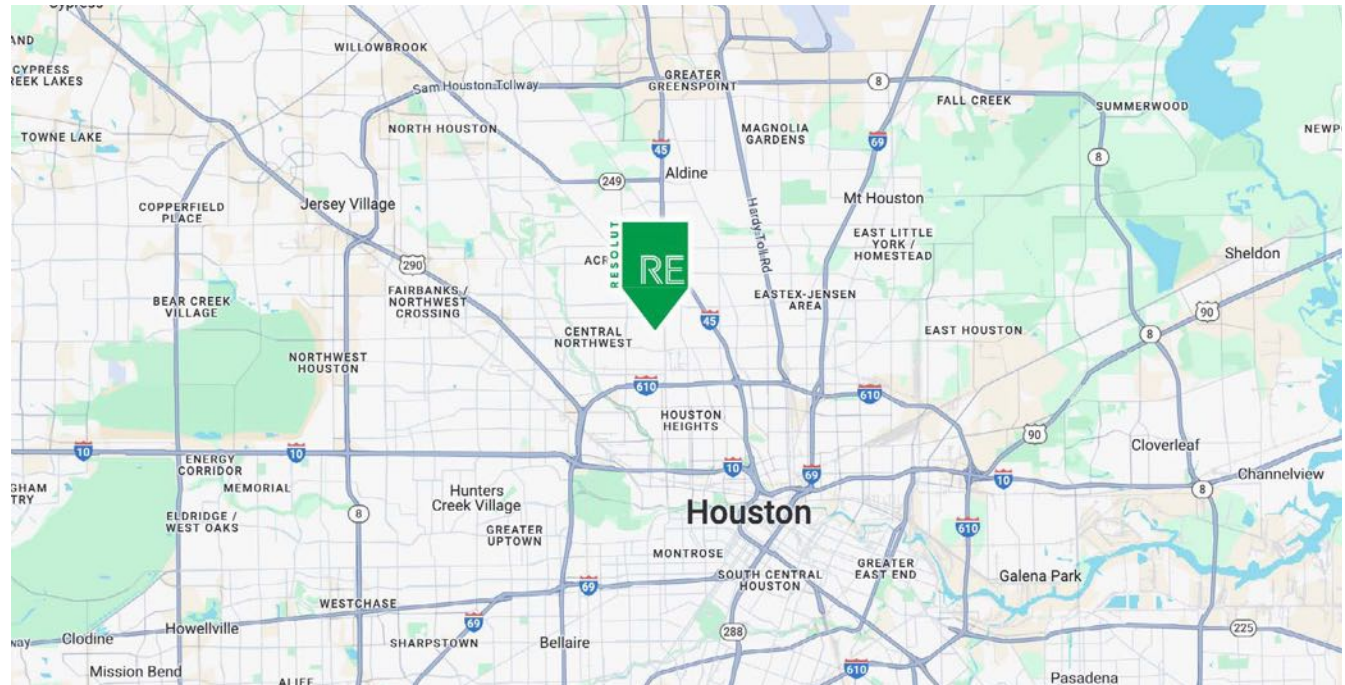 Cypress
WILLOWBROOK
AND
CYPRESS
REEK LAKES
GREATER
GREENSPOINT
Sam Houston Tollway
8
FALL CREEK
SUMMERWOOD
TOWNE LAKE
NORTH HOUSTON
MAGNOLIA
GARDENS
NEWP
45
69
8
249
Aldine
COPPERFIELD
PLACE
Jersey Village
Hardy Toll Rd
Mt Houston
EAST LITTLE
YORK /
HOMESTEAD
Sheldon
RESOLUT
RE
ACR
290
FAIRBANKS /
NORTHWEST
CROSSING
BEAR CREEK
VILLAGE
EASTEX-JENSEN
AREA
45
90
EAST HOUSTON
CENTRAL
NORTHWEST
8
NORTHWEST
HOUSTON
610
610
HOUSTON
HEIGHTS
90
Cloverleaf
10
10
ENERGY
CORRIDOR
MEMORIAL
10
69
10
Channelview
GHAM
TRY
Hunters
Creek Village
8
ELDRIDGE /
WEST OAKS
8
Houston
610
GREATER
UPTOWN
MONTROSE
GREATER
EAST END
SOUTH CENTRAL
HOUSTON
Galena Park
69
WESTCHASE
69
Howellville
way
Clodine
SHARPSTOWN
Bellaire
288
225
Mission Bend
ALIEF
610
Pasadena